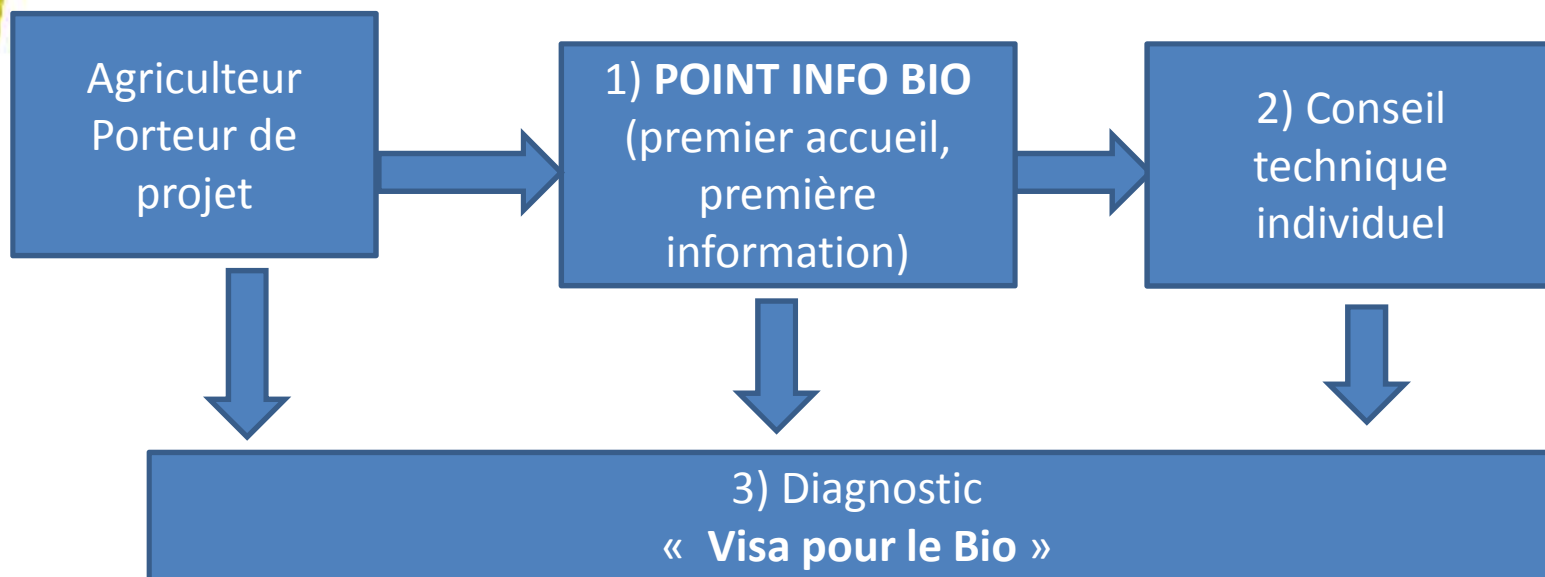 Agriculteur
Porteur de
projet
1) POINT INFO BIO
(premier accueil,
première
information)
2) Conseil
technique
individuel
3) Diagnostic
« Visa pour le Bio »